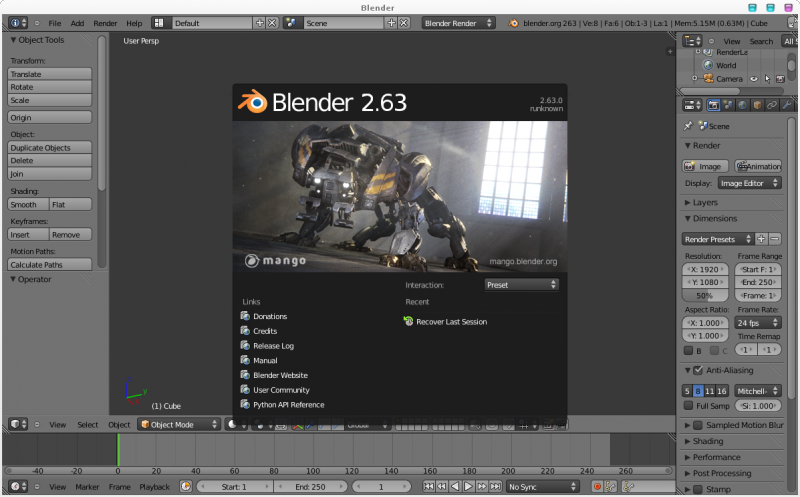 Blender
File Add Render Help Default Scene Blender Render blender.org 263 | Ve:8 | Fa:6 | Ob:1-3 | La:1 | Mem:5.15M (0.63M) | Cube
Object Tools
Transform:
Translate
Rotate
Scale
Origin
Object:
Duplicate Objects
Delete
Join
Shading:
Smooth Flat
Keyframes:
Insert Remove
Motion Paths:
Calculate Paths
Operator
User Persp
Blender 2.63
2.63.0
runknown
mango
mango.blender.org
Interaction: Preset
Links
Donations
Credits
Release Log
Manual
Blender Website
User Community
Python API Reference
Recent
Recover Last Session
(1) Cube
View Select Object Object Mode
View Search All S
RenderLa
World
Camera
Scene
Render
Image Animation
Display: Image Editor
Layers
Dimensions
Render Presets
Resolution: Frame Range
X: 1920 Start F: 1
Y: 1080 End: 250
50% Frame: 1
Aspect Ratio: Frame Rate:
X: 1.000 24 fps
Y: 1.000 Time Remap
B C 1 1
Anti-Aliasing
5 8 11 16 Mitchell-
Full Samp Si: 1.000
Sampled Motion Blur
Shading
Performance
Post Processing
Stamp
-40 -20 0 20 40 60 80 100 120 140 160 180 200 220 240 260
View Marker Frame Playback Start: 1 End: 250 1 No Sync